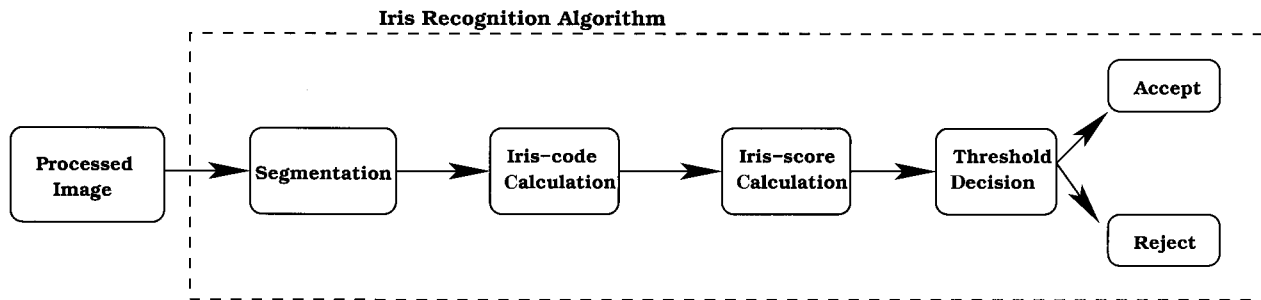 Iris Recognition Algorithm
Processed
Image
Segmentation
Iris-code
Calculation
Iris-score
Calculation
Threshold
Decision
Accept
Reject